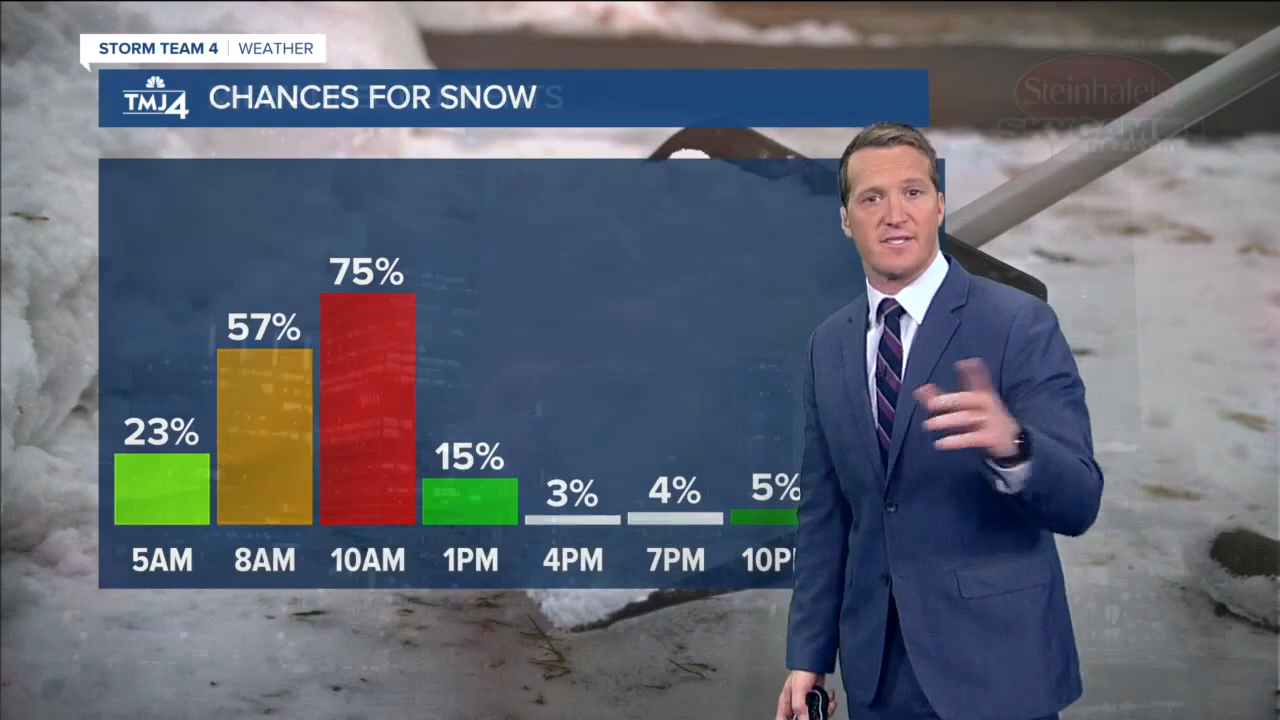 STORM TEAM 4 | WEATHER
TMJ4
CHANCES FOR SNOW
Steinhafels
75%
57%
23%
15%
3%
4%
5%
5AM
8AM
10AM
1PM
4PM
7PM